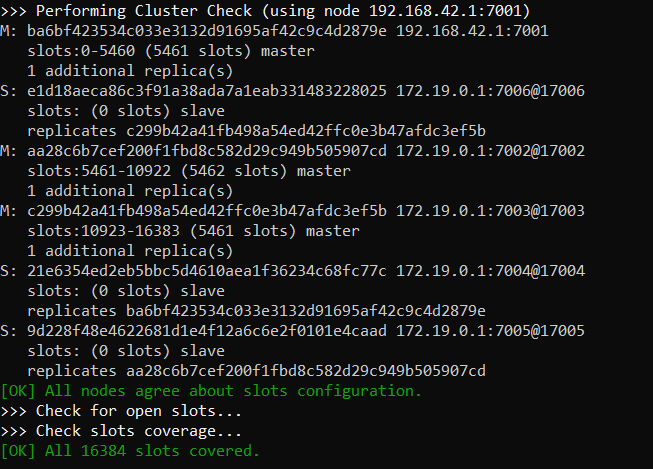 >>> Performing Cluster Check (using node 192.168.42.1:7001)
M: ba6bf423534c033e3132d91695af42c9c4d2879e 192.168.42.1:7001
   slots:0-5460 (5461 slots) master
   1 additional replica(s)
S: e1d18aeca86c3f91a38ada7a1eab331483228025 172.19.0.1:7006@17006
   slots: (0 slots) slave
   replicates c299b42a41fb498a54ed42ffc0e3b47afdc3ef5b
M: aa28c6b7cef200f1fbd8c582d29c949b505907cd 172.19.0.1:7002@17002
   slots:5461-10922 (5462 slots) master
   1 additional replica(s)
M: c299b42a41fb498a54ed42ffc0e3b47afdc3ef5b 172.19.0.1:7003@17003
   slots:10923-16383 (5461 slots) master
   1 additional replica(s)
S: 21e6354ed2eb5bbc5d4610aea1f36234c68fc77c 172.19.0.1:7004@17004
   slots: (0 slots) slave
   replicates ba6bf423534c033e3132d91695af42c9c4d2879e
S: 9d228f48e4622681d1e4f12a6c6e2f0101e4caad 172.19.0.1:7005@17005
   slots: (0 slots) slave
   replicates aa28c6b7cef200f1fbd8c582d29c949b505907cd
[OK] All nodes agree about slots configuration.
>>> Check for open slots...
>>> Check slots coverage...
[OK] All 16384 slots covered.